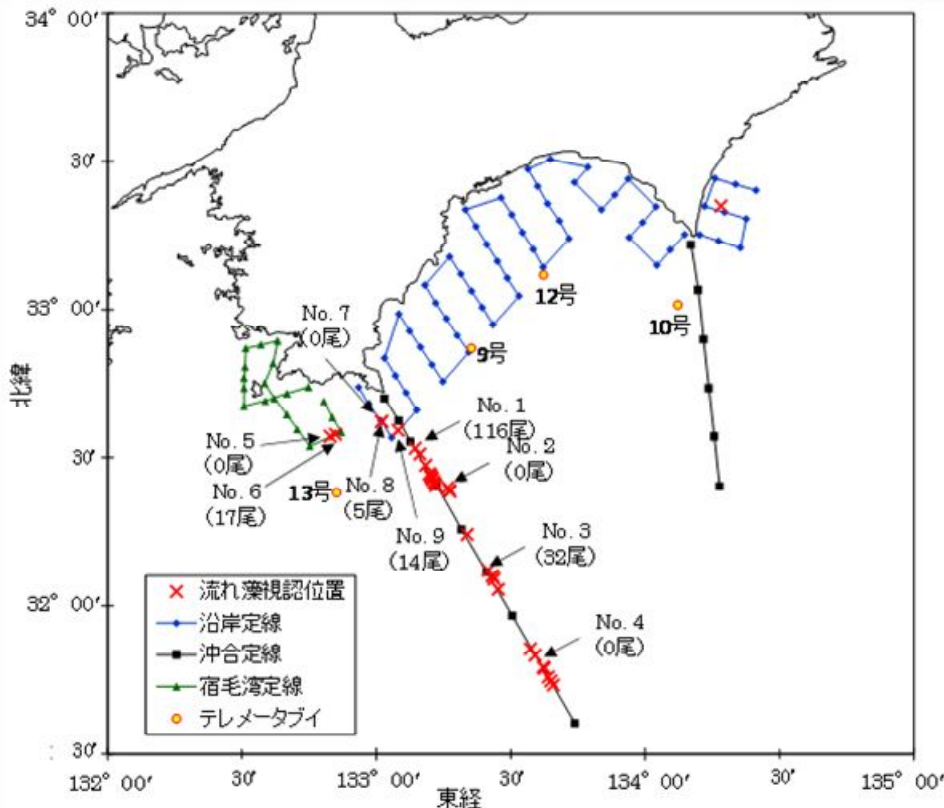 34° 00′
30′
33° 00′
30′
32° 00′
30′
北緯
132° 00′
30′
133° 00′
30′
134° 00′
30′
135° 00′
東経
12号
10号
9号
13号
No.7
(0尾)
No.1
(116尾)
No.2
(0尾)
No.5
(0尾)
No.6
(17尾)
No.8
(5尾)
No.9
(14尾)
No.3
(32尾)
No.4
(0尾)
流れ藻視認位置
沿岸定線
沖合定線
宿毛湾定線
テレメータブイ